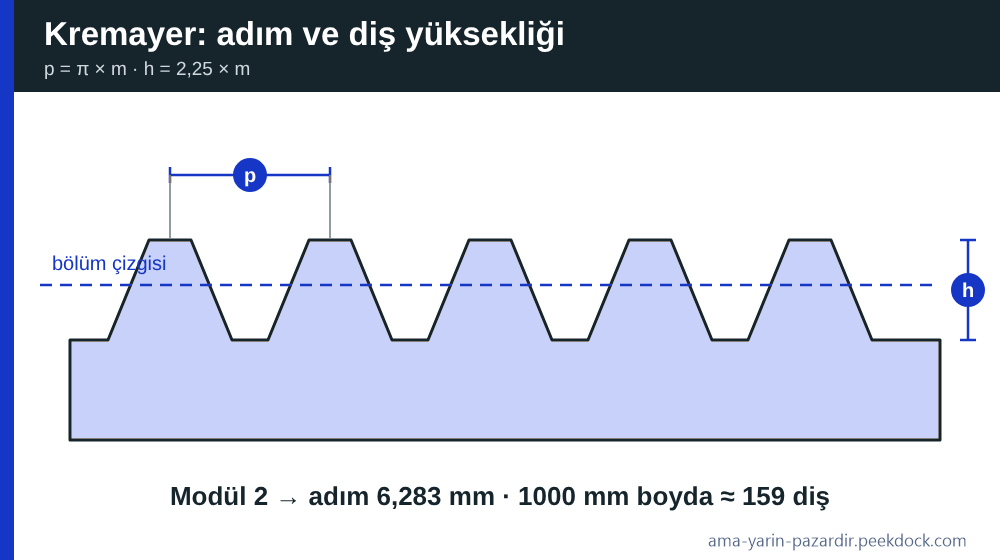 Kremayer: adım ve diş yüksekliği
p = π × m · h = 2,25 × m
p
bölüm çizgisi
h
Modül 2 → adım 6,283 mm · 1000 mm boyda ≈ 159 diş
ama-yarin-pazardir.peekdock.com